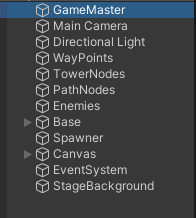 GameMaster
Main Camera
Directional Light
WayPoints
TowerNodes
PathNodes
Enemies
Base
Spawner
Canvas
EventSystem
StageBackground